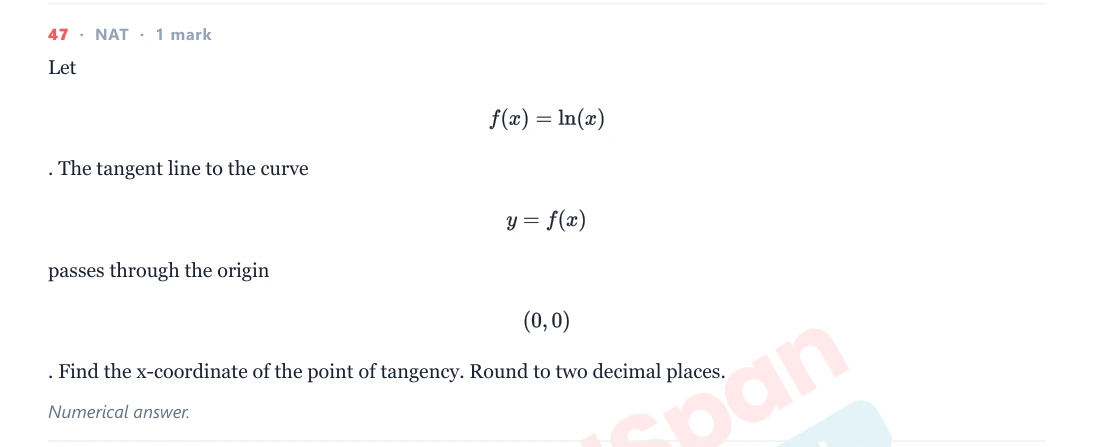 47 · NAT · 1 mark
Let
f(x) = ln(x)
. The tangent line to the curve
y = f(x)
passes through the origin
(0, 0)
. Find the x-coordinate of the point of tangency. Round to two decimal places.
Numerical answer.
span